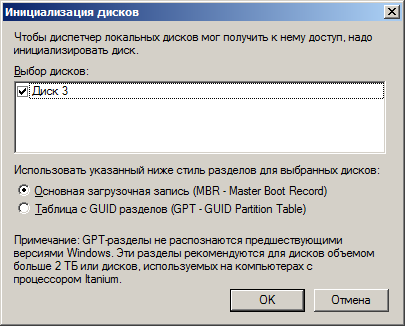 Инициализация дисков
Чтобы диспетчер локальных дисков мог получить к нему доступ, надо
инициализировать диск.
Выбор дисков:
Диск 3
Использовать указанный ниже стиль разделов для выбранных дисков:
Основная загрузочная запись (MBR - Master Boot Record)
Таблица с GUID разделов (GPT - GUID Partition Table)
Примечание: GPT-разделы не распознаются предшествующими
версиями Windows. Эти разделы рекомендуются для дисков объемом
больше 2 ТБ или дисков, используемых на компьютерах с
процессором Itanium.
OK
Отмена